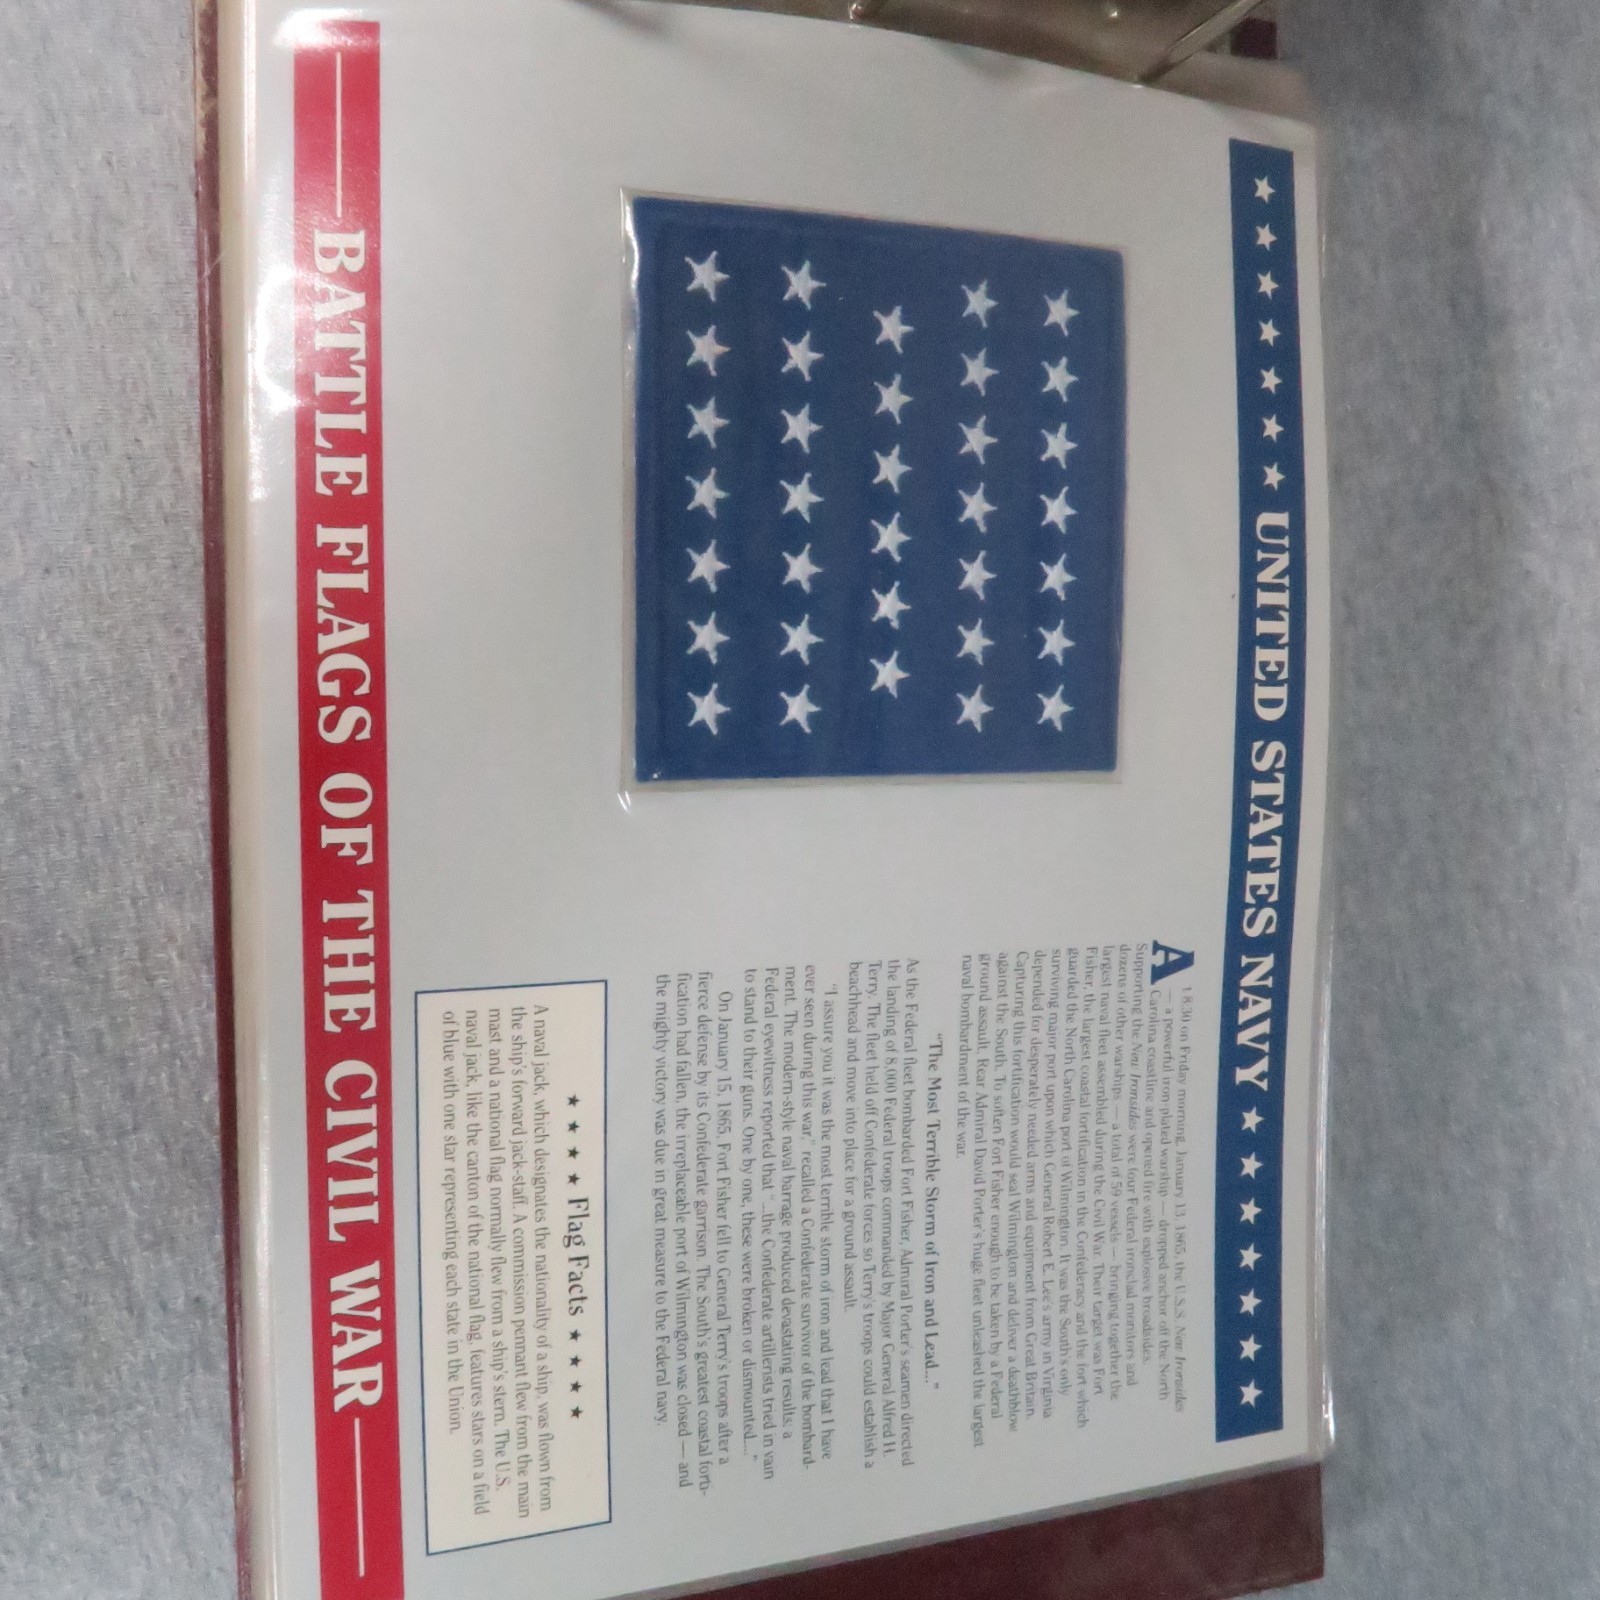 UNITED STATES NAVY
At 8:30 on Friday morning, January 13, 1865, the U.S.S. New Ironsides
— a powerful iron-plated warship — dropped anchor off the North
Carolina coastline and opened fire with explosive broadsides.
Supporting the New Ironsides were four Federal ironclad monitors and
dozens of other warships — a total of 59 vessels — bringing together the
largest naval fleet assembled during the Civil War. Their target was Fort
Fisher, the largest coastal fortification in the Confederacy and the fort which
guarded the North Carolina port of Wilmington. It was the South's only
surviving major port upon which General Robert E. Lee's army in Virginia
depended for desperately needed arms and equipment from Great Britain.
Capturing this fortification would seal Wilmington and deliver a deathblow
against the South. To soften Fort Fisher enough to be taken by a Federal
ground assault, Rear Admiral David Porter's huge fleet unleashed the largest
naval bombardment of the war.
"The Most Terrible Storm of Iron and Lead..."
As the Federal fleet bombarded Fort Fisher, Admiral Porter's seamen directed
the landing of 8,000 Federal troops commanded by Major General Alfred H.
Terry. The fleet held off Confederate forces so Terry's troops could establish a
beachhead and move into place for a ground assault.
"I assure you it was the most terrible storm of iron and lead that I have
ever seen during this war," recalled a Confederate survivor of the bombard-
ment. The modern-style naval barrage produced devastating results; a
Federal eyewitness reported that "...the Confederate artillerists tried in vain
to stand to their guns. One by one, these were broken or dismounted...."
On January 15, 1865, Fort Fisher fell to General Terry's troops after a
fierce defense by its Confederate garrison. The South's greatest coastal forti-
fication had fallen, the irreplaceable port of Wilmington was closed — and
the mighty victory was due in great measure to the Federal navy.
Flag Facts
A naval jack, which designates the nationality of a ship, was flown from
the ship's forward jack-staff. A commission pennant flew from the main
mast and a national flag normally flew from a ship's stern. The U.S.
naval jack, like the canton of the national flag, features stars on a field
of blue with one star representing each state in the Union.
BATTLE FLAGS OF THE CIVIL WAR